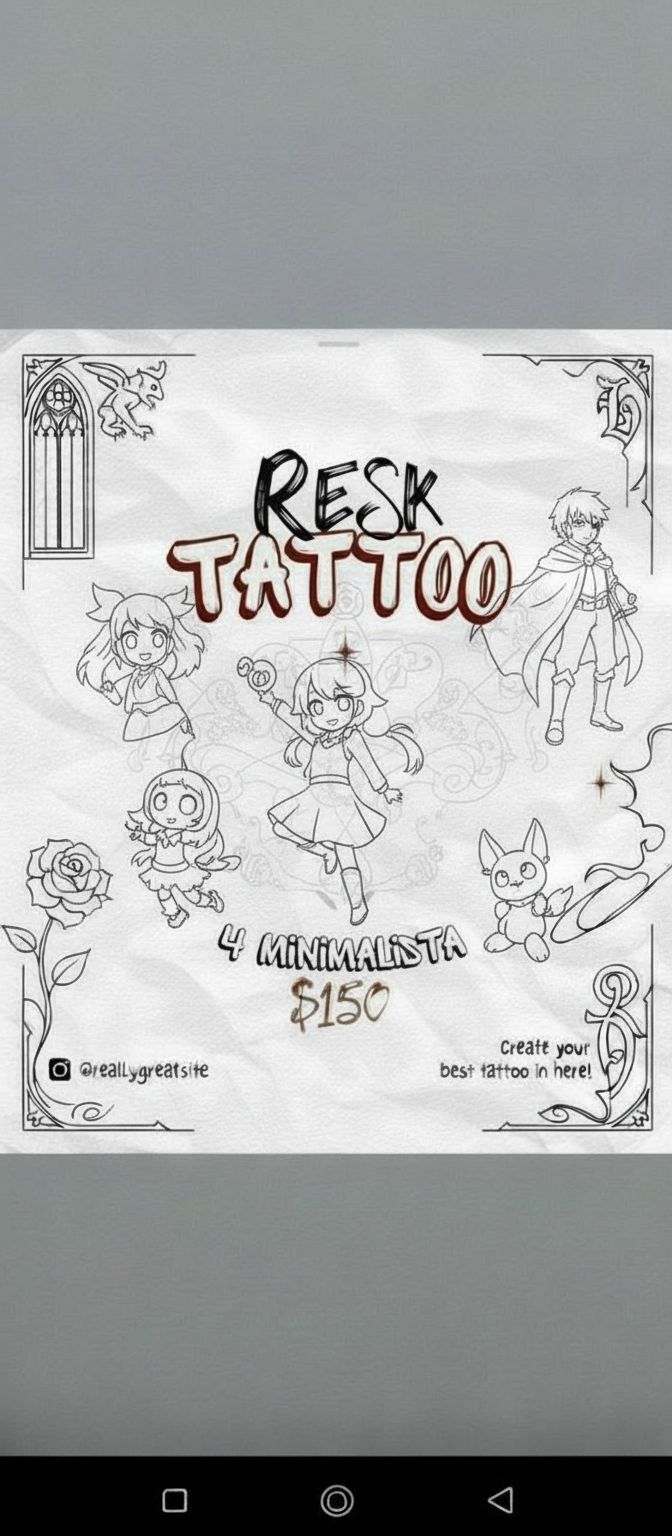 RESK
TATTOO
4 MiNiMALiSTA
$150
@reallygreatsite
Create your
best tattoo in here!